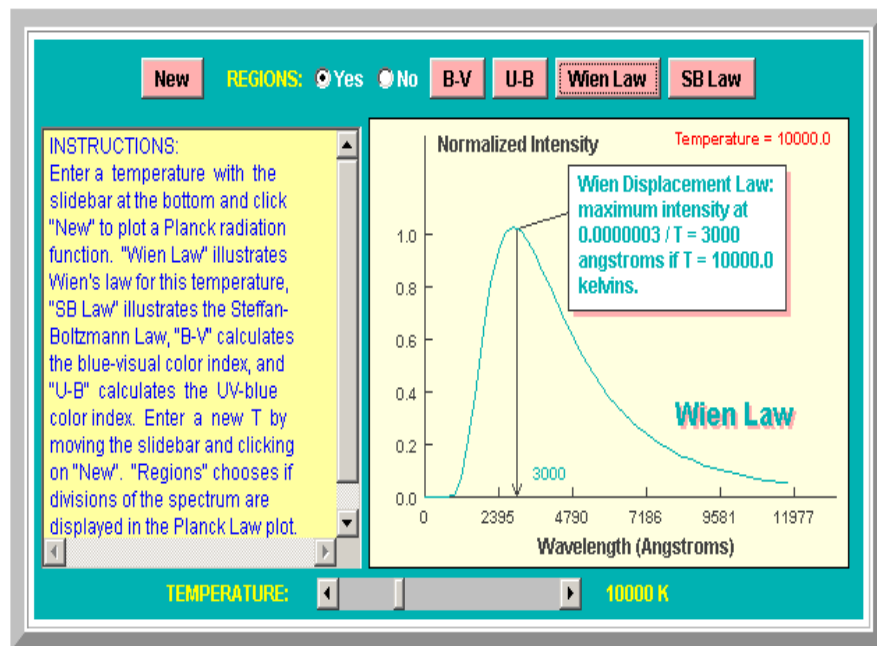 New REGIONS: Yes No B-V U-B Wien Law SB Law
INSTRUCTIONS:
Enter a temperature with the
slidebar at the bottom and click
"New" to plot a Planck radiation
function. "Wien Law" illustrates
Wien's law for this temperature,
"SB Law" illustrates the Steffan-
Boltzmann Law, "B-V" calculates
the blue-visual color index, and
"U-B" calculates the UV-blue
color index. Enter a new T by
moving the slidebar and clicking
on "New". "Regions" chooses if
divisions of the spectrum are
displayed in the Planck Law plot.
Normalized Intensity
Temperature = 10000.0
Wien Displacement Law:
maximum intensity at
0.0000003 / T = 3000
angstroms if T = 10000.0
kelvins.
1.0
0.8
0.6
0.4
0.2
0.0
Wien Law
3000
0 2395 4790 7186 9581 11977
Wavelength (Angstroms)
TEMPERATURE: 10000 K